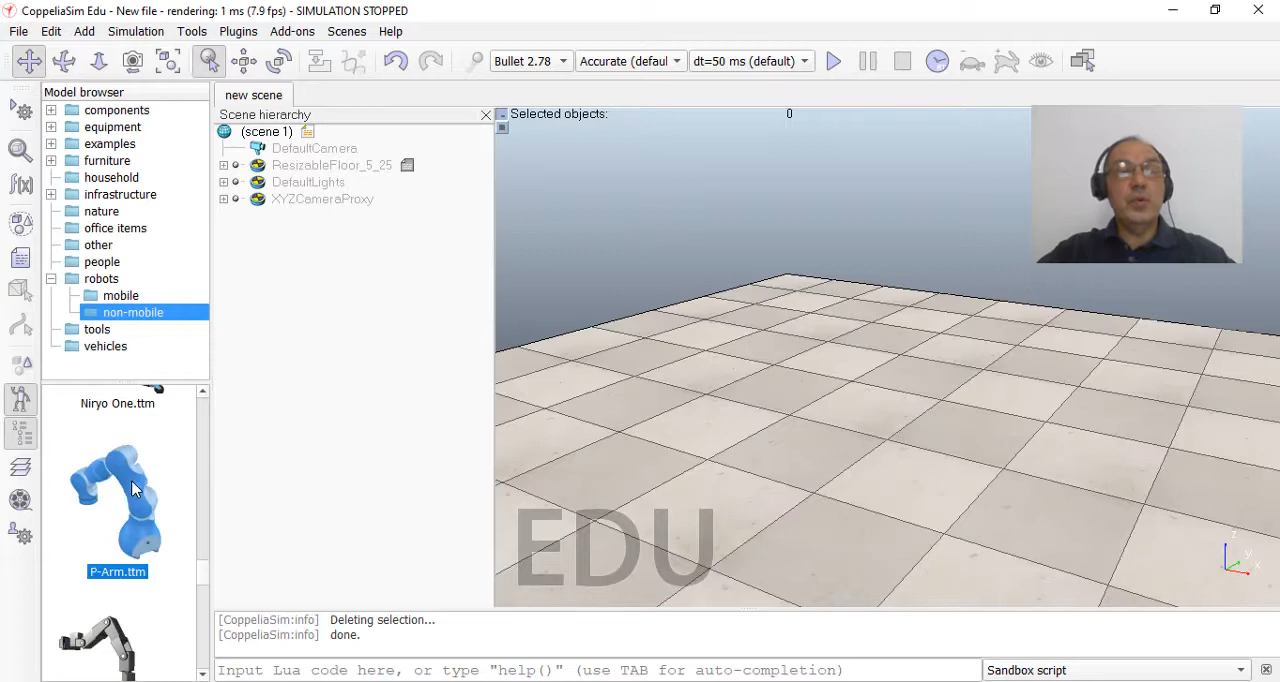 CoppeliaSim Edu - New file - rendering: 1 ms (7.9 fps) - SIMULATION STOPPED
File Edit Add Simulation Tools Plugins Add-ons Scenes Help
Bullet 2.78 Accurate (defaul dt=50 ms (default)
Model browser
components
equipment
examples
furniture
household
infrastructure
nature
office items
other
people
robots
mobile
non-mobile
tools
vehicles
Niryo One.ttm
P-Arm.ttm
new scene
Scene hierarchy
(scene 1)
DefaultCamera
ResizableFloor_5_25
DefaultLights
XYZCameraProxy
Selected objects: 0
EDU
z
y
x
[CoppeliaSim:info] Deleting selection...
[CoppeliaSim:info] done.
Input Lua code here, or type "help()" (use TAB for auto-completion)
Sandbox script